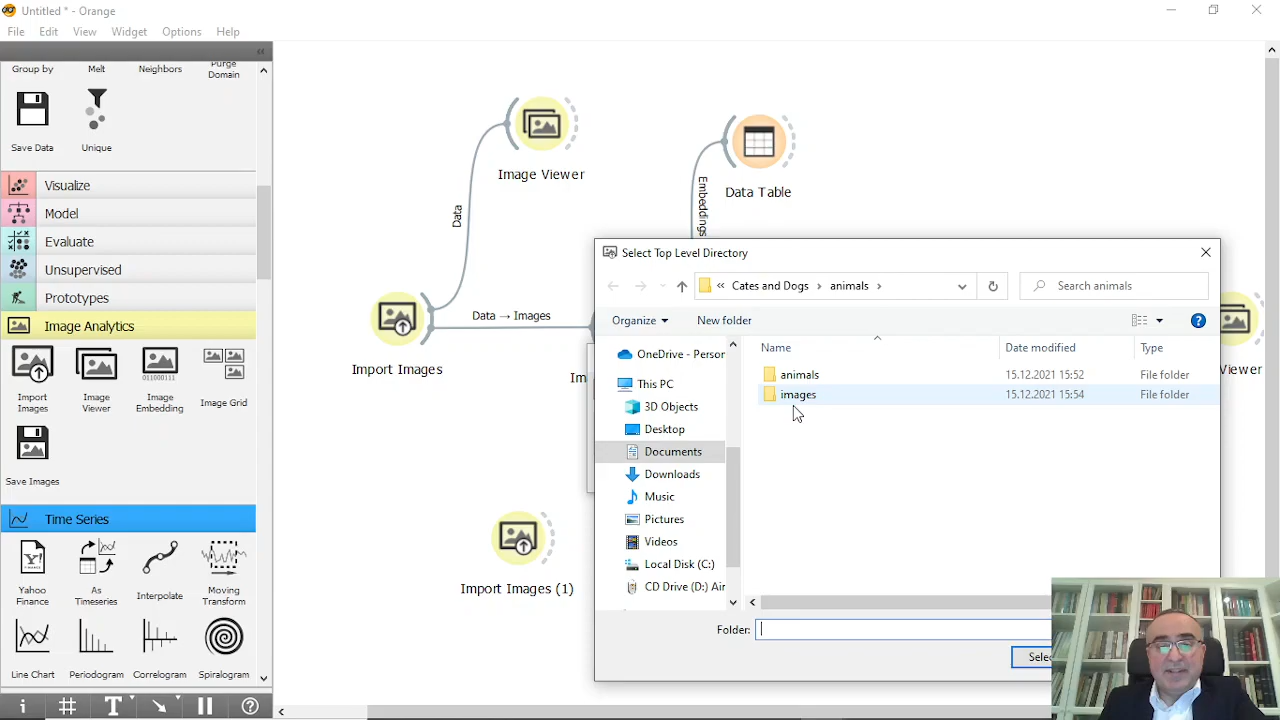 Untitled * - Orange
File Edit View Widget Options Help
Group by Melt Neighbors Purge Domain
Save Data Unique
Visualize
Model
Evaluate
Unsupervised
Prototypes
Image Analytics
Import Images Image Viewer Image Embedding Image Grid
011000111
Save Images
Time Series
Yahoo Finance As Timeseries Interpolate Moving Transform
Line Chart Periodogram Correlogram Spiralogram
Image Viewer
Data Table
Data
Embeddings
Import Images
Data → Images
Im
Viewer
Import Images (1)
Select Top Level Directory
« Cates and Dogs › animals ›
Search animals
Organize New folder
Name Date modified Type
animals 15.12.2021 15:52 File folder
images 15.12.2021 15:54 File folder
OneDrive - Person
This PC
3D Objects
Desktop
Documents
Downloads
Music
Pictures
Videos
Local Disk (C:)
CD Drive (D:) Air
Folder:
Selec